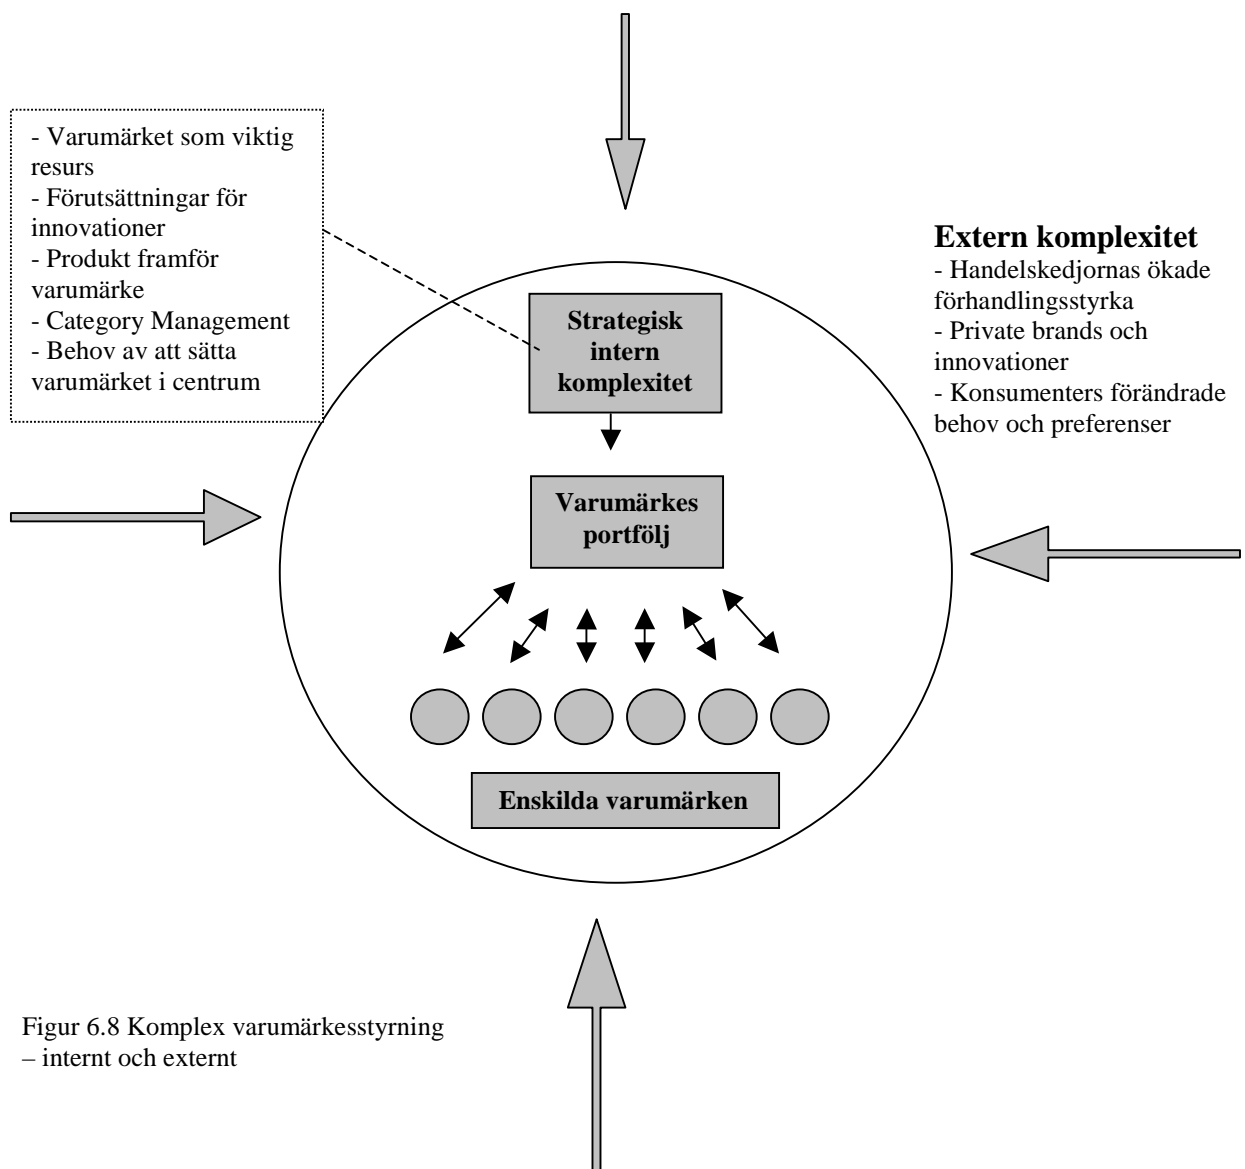 - Varumärket som viktig
resurs
- Förutsättningar för
innovationer
- Produkt framför
varumärke
- Category Management
- Behov av att sätta
varumärket i centrum
Extern komplexitet
- Handelskedjornas ökade
förhandlingsstyrka
- Private brands och
innovationer
- Konsumenters förändrade
behov och preferenser
Strategisk
intern
komplexitet
Varumärkes
portfölj
Enskilda varumärken
Figur 6.8 Komplex varumärkesstyrning
– internt och externt